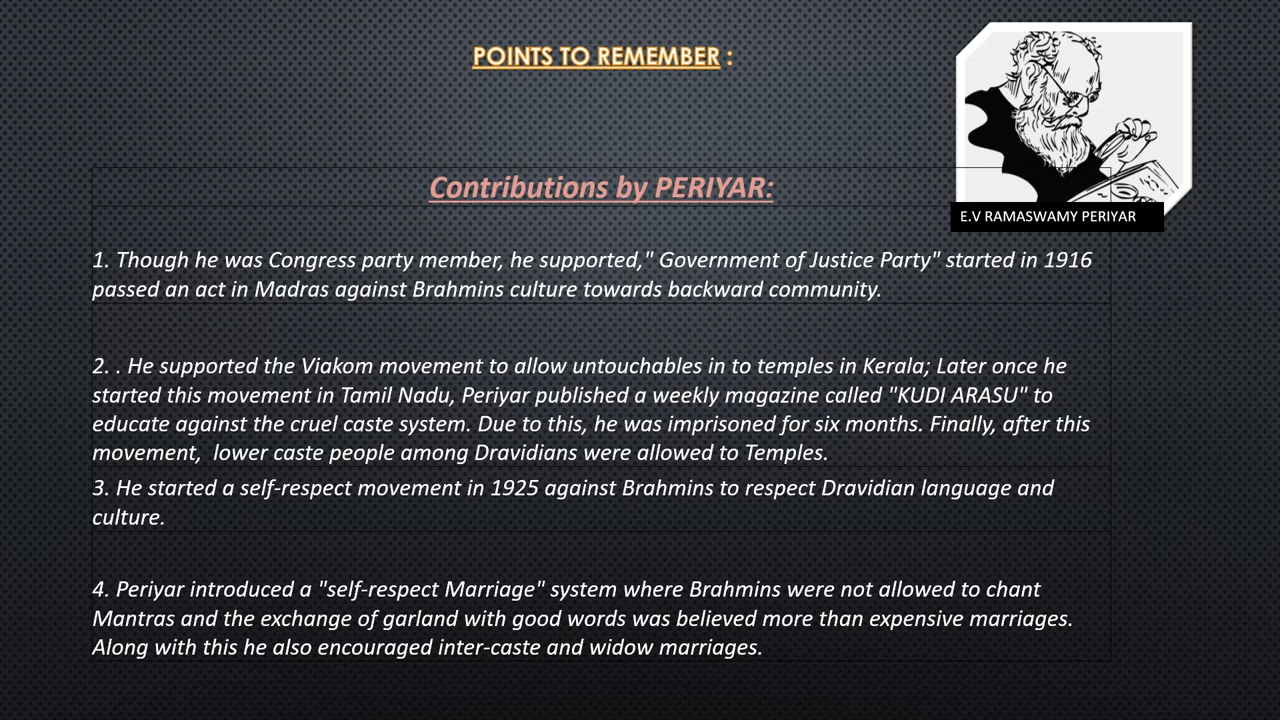 POINTS TO REMEMBER :
E.V RAMASWAMY PERIYAR
Contributions by PERIYAR:
1. Though he was Congress party member, he supported," Government of Justice Party" started in 1916
passed an act in Madras against Brahmins culture towards backward community.
2. . He supported the Viakom movement to allow untouchables in to temples in Kerala; Later once he
started this movement in Tamil Nadu, Periyar published a weekly magazine called "KUDI ARASU" to
educate against the cruel caste system. Due to this, he was imprisoned for six months. Finally, after this
movement,  lower caste people among Dravidians were allowed to Temples.
3. He started a self-respect movement in 1925 against Brahmins to respect Dravidian language and
culture.
4. Periyar introduced a "self-respect Marriage" system where Brahmins were not allowed to chant
Mantras and the exchange of garland with good words was believed more than expensive marriages.
Along with this he also encouraged inter-caste and widow marriages.